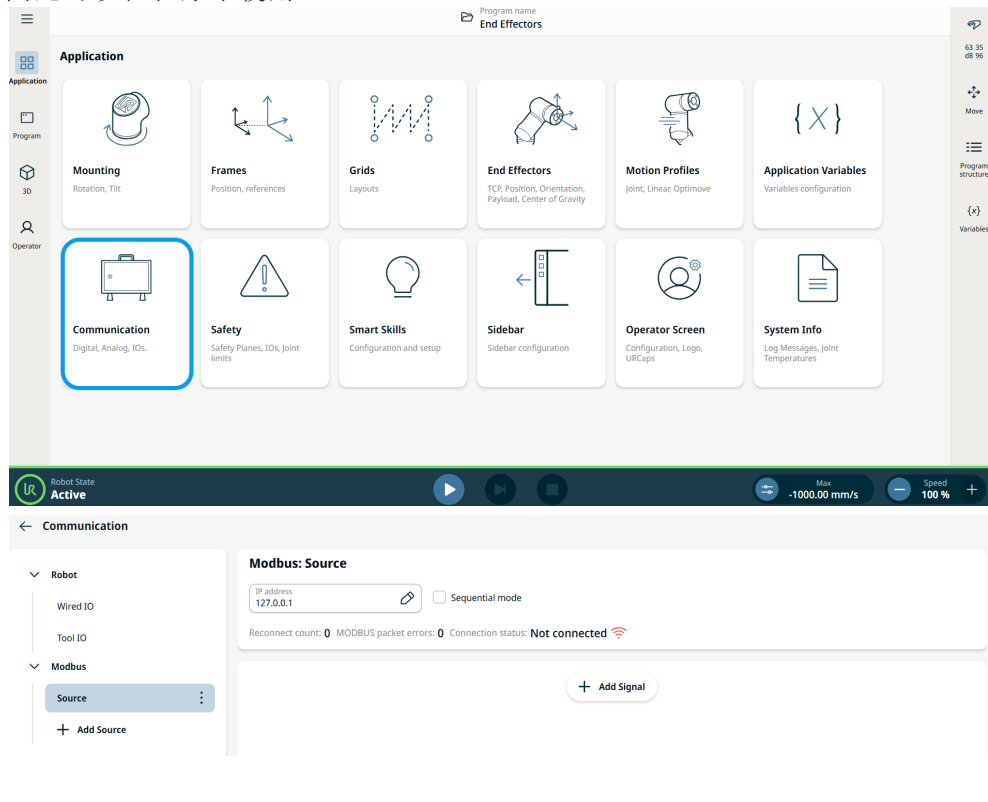 Program name
End Effectors
Application
63 35
d8 96
Application
Program
3D
Operator
Move
Program
structure
{x}
Variables
Mounting
Rotation, Tilt
Frames
Position, references
Grids
Layouts
End Effectors
TCP, Position, Orientation,
Payload, Center of Gravity
Motion Profiles
Joint, Linear, Optimove
{X}
Application Variables
Variables configuration
Communication
Digital, Analog, IOs.
Safety
Safety Planes, IOs, Joint
limits
Smart Skills
Configuration and setup
Sidebar
Sidebar configuration
Operator Screen
Configuration, Logo,
URCaps
System Info
Log Messages, Joint
Temperatures
UR
Robot State
Active
Max
-1000.00 mm/s
Speed
100 %
Communication
Robot
Wired IO
Tool IO
Modbus
Source
Add Source
Modbus: Source
IP address
127.0.0.1
Sequential mode
Reconnect count: 0 MODBUS packet errors: 0 Connection status: Not connected
Add Signal